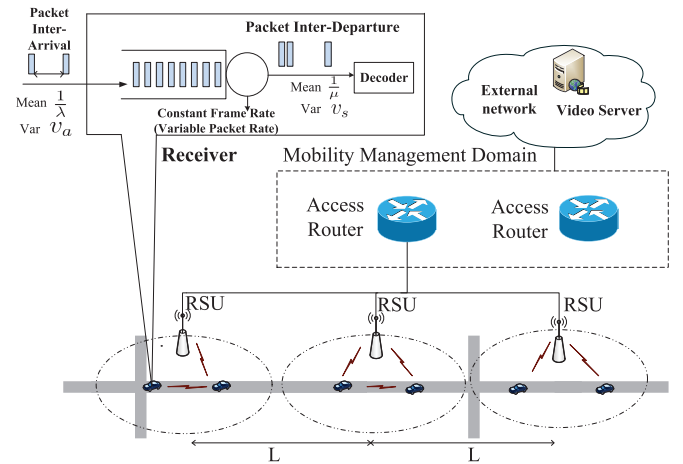 Packet
Inter-
Arrival
Mean 1/λ
Var v_a
Packet Inter-Departure
Mean 1/μ
Var v_s
Decoder
Constant Frame Rate
(Variable Packet Rate)
Receiver
External
network
Video Server
Mobility Management Domain
Access
Router
Access
Router
RSU
RSU
RSU
L
L